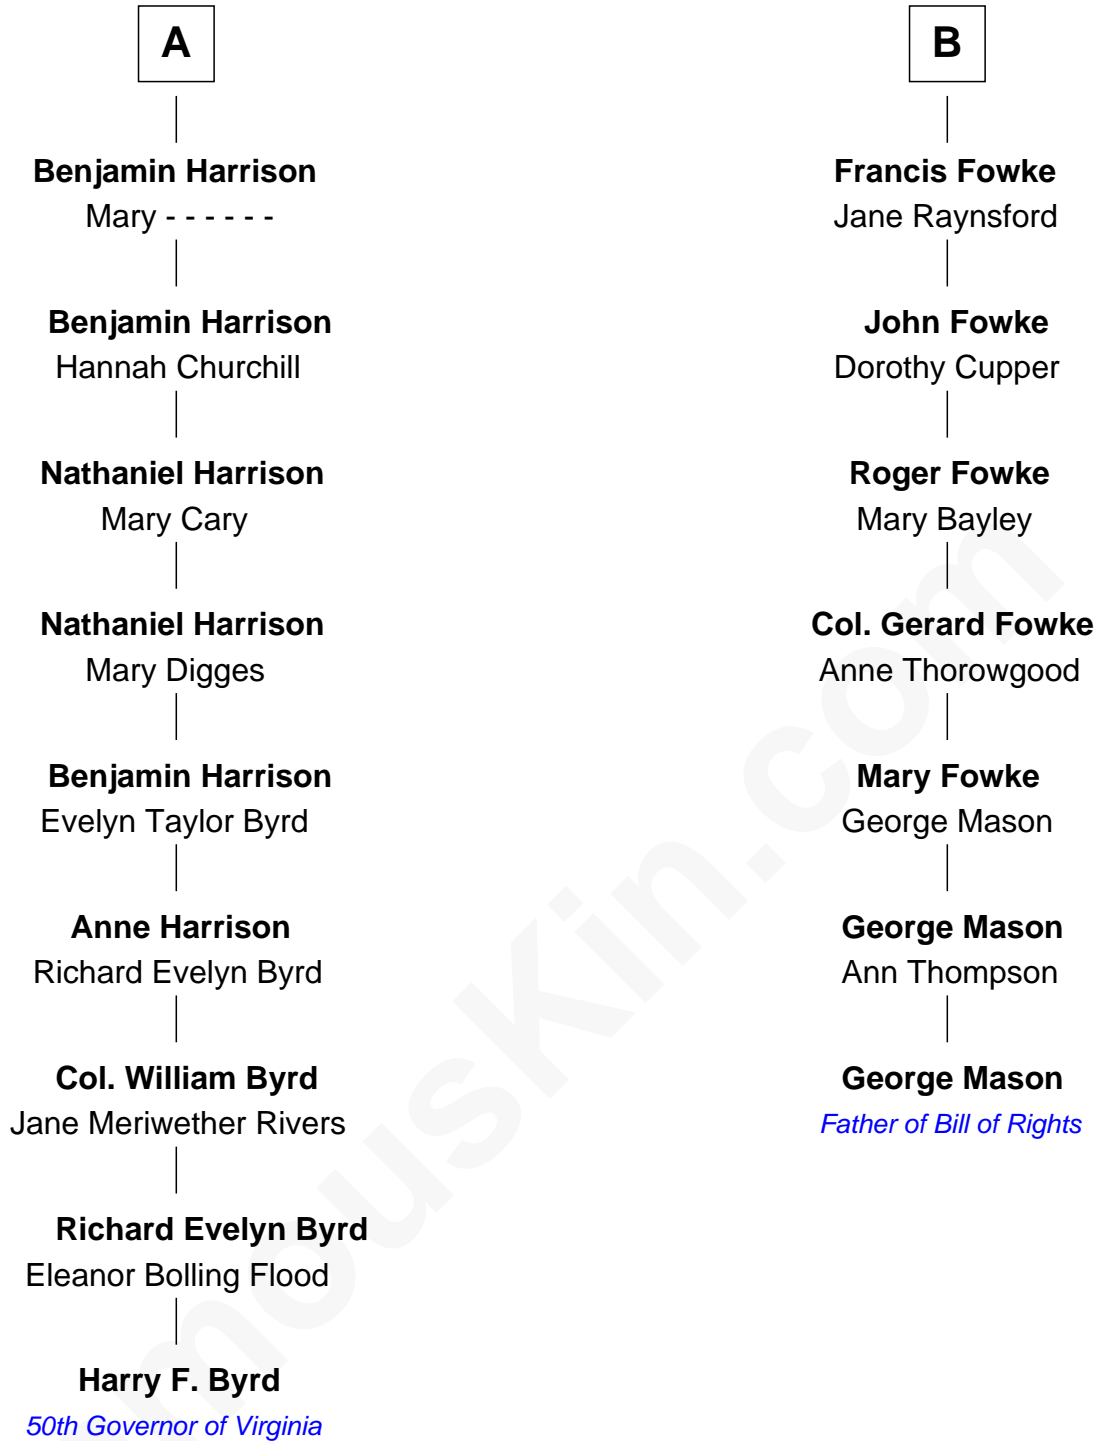 A
Benjamin Harrison
Mary - - - - - -
Benjamin Harrison
Hannah Churchill
Nathaniel Harrison
Mary Cary
Nathaniel Harrison
Mary Digges
Benjamin Harrison
Evelyn Taylor Byrd
Anne Harrison
Richard Evelyn Byrd
Col. William Byrd
Jane Meriwether Rivers
Richard Evelyn Byrd
Eleanor Bolling Flood
Harry F. Byrd
50th Governor of Virginia
B
Francis Fowke
Jane Raynsford
John Fowke
Dorothy Cupper
Roger Fowke
Mary Bayley
Col. Gerard Fowke
Anne Thorowgood
Mary Fowke
George Mason
George Mason
Ann Thompson
George Mason
Father of Bill of Rights
mouskin.com